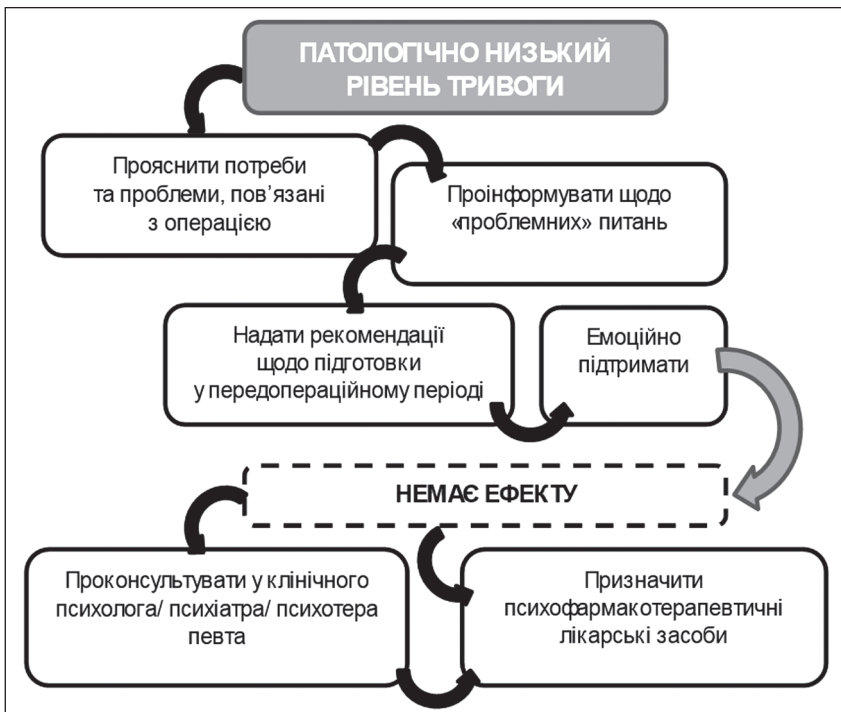 ПАТОЛОГІЧНО НИЗЬКИЙ
РІВЕНЬ ТРИВОГИ
Прояснити потреби
та проблеми, пов’язані
з операцією
Проінформувати щодо
«проблемних» питань
Надати рекомендації
щодо підготовки
у передопераційному періоді
Емоційно
підтримати
НЕМАЄ ЕФЕКТУ
Проконсультувати у клінічного
психолога/ психіатра/ психотера
певта
Призначити
психофармакотерапевтичні
лікарські засоби